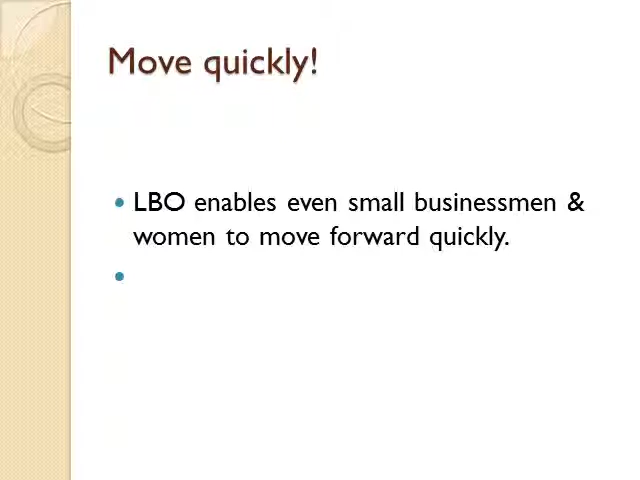 Move quickly!
• LBO enables even small businessmen &
women to move forward quickly.
•